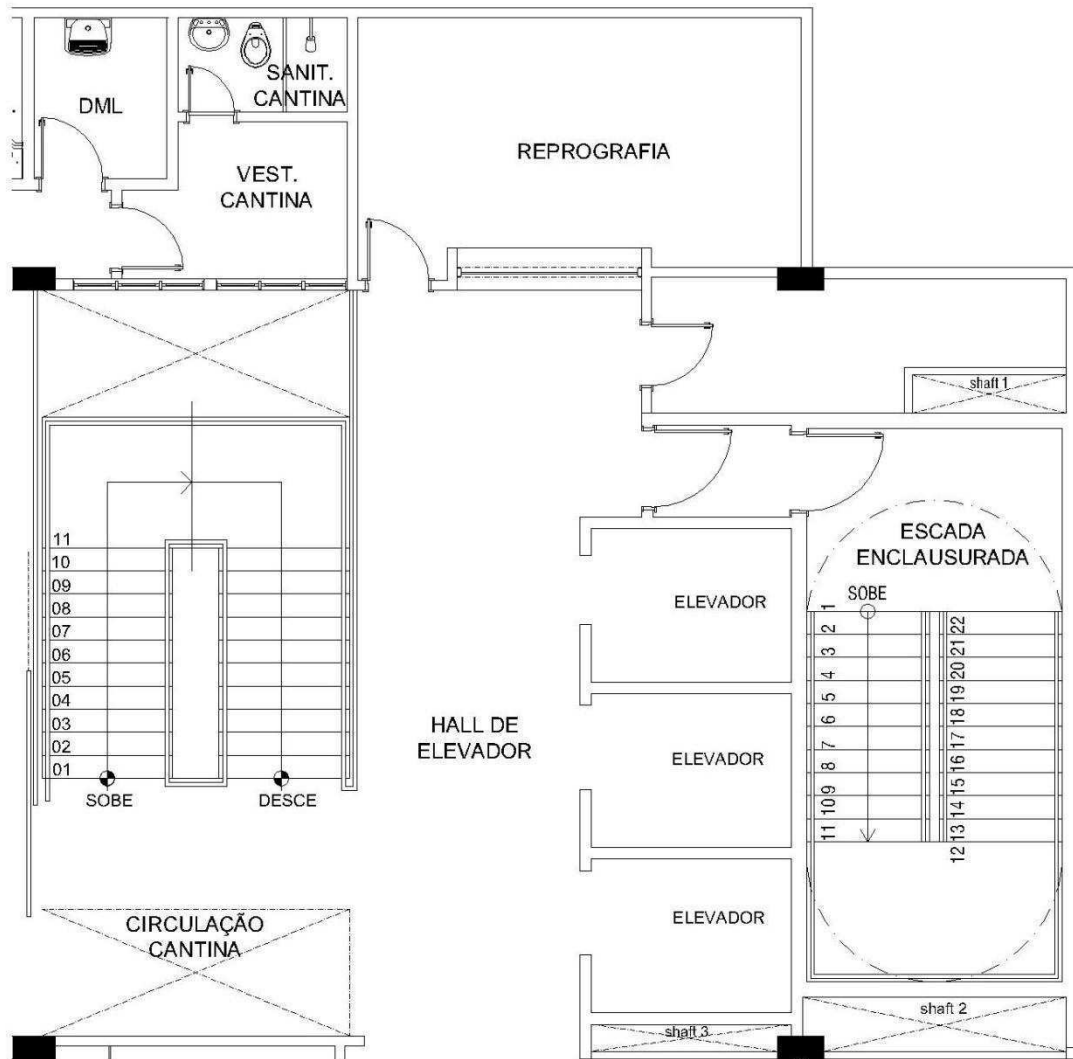 SANIT.
CANTINA
DML
REPROGRAFIA
VEST.
CANTINA
shaft 1
11
10
09
08
07
06
05
04
03
02
01
SOBE
DESCE
HALL DE
ELEVADOR
ELEVADOR
ELEVADOR
ELEVADOR
ESCADA
ENCLAUSURADA
SOBE
1
2
3
4
5
6
7
8
9
10
11
22
21
20
19
18
17
16
15
14
13
12
CIRCULAÇÃO
CANTINA
shaft 2
shaft 3